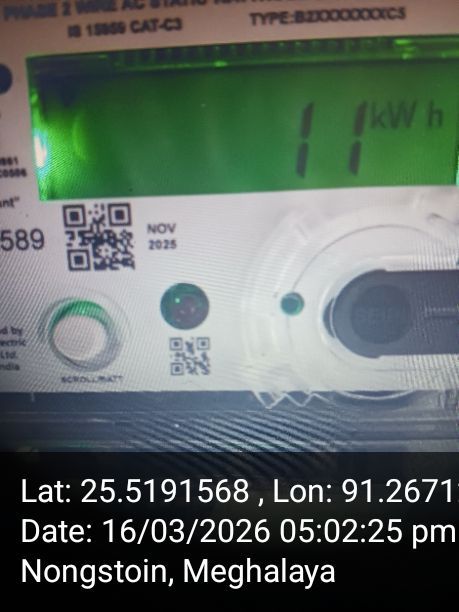 PHASE 2 WIRE AC STATIC
IS 15959 CAT-C3 TYPE:B2XXXXXXXC5
11 kWh
589
NOV
2025
SCROLL/BATT
Lat: 25.5191568 , Lon: 91.2671
Date: 16/03/2026 05:02:25 pm
Nongstoin, Meghalaya